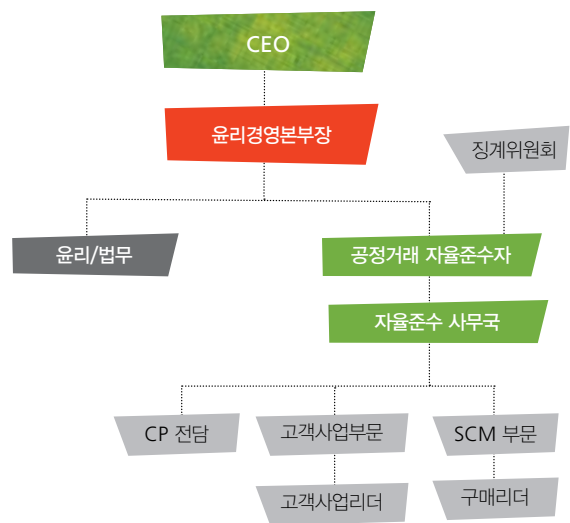 CEO
윤리경영본부장
징계위원회
윤리/법무
공정거래 자율준수자
자율준수 사무국
CP 전담
고객사업부문
SCM 부문
고객사업리더
구매리더